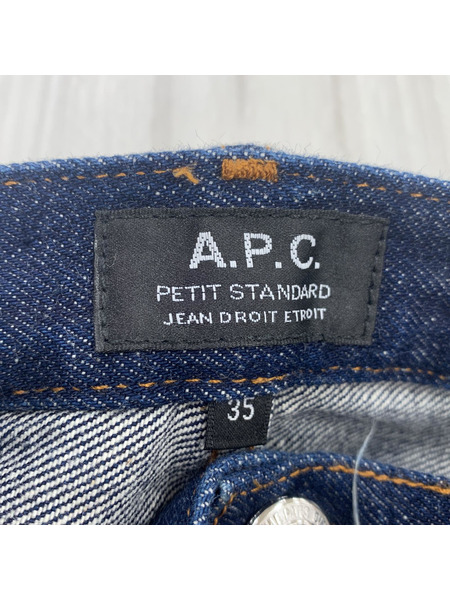 A.P.C.
PETIT STANDARD
JEAN DROIT ETROIT
35